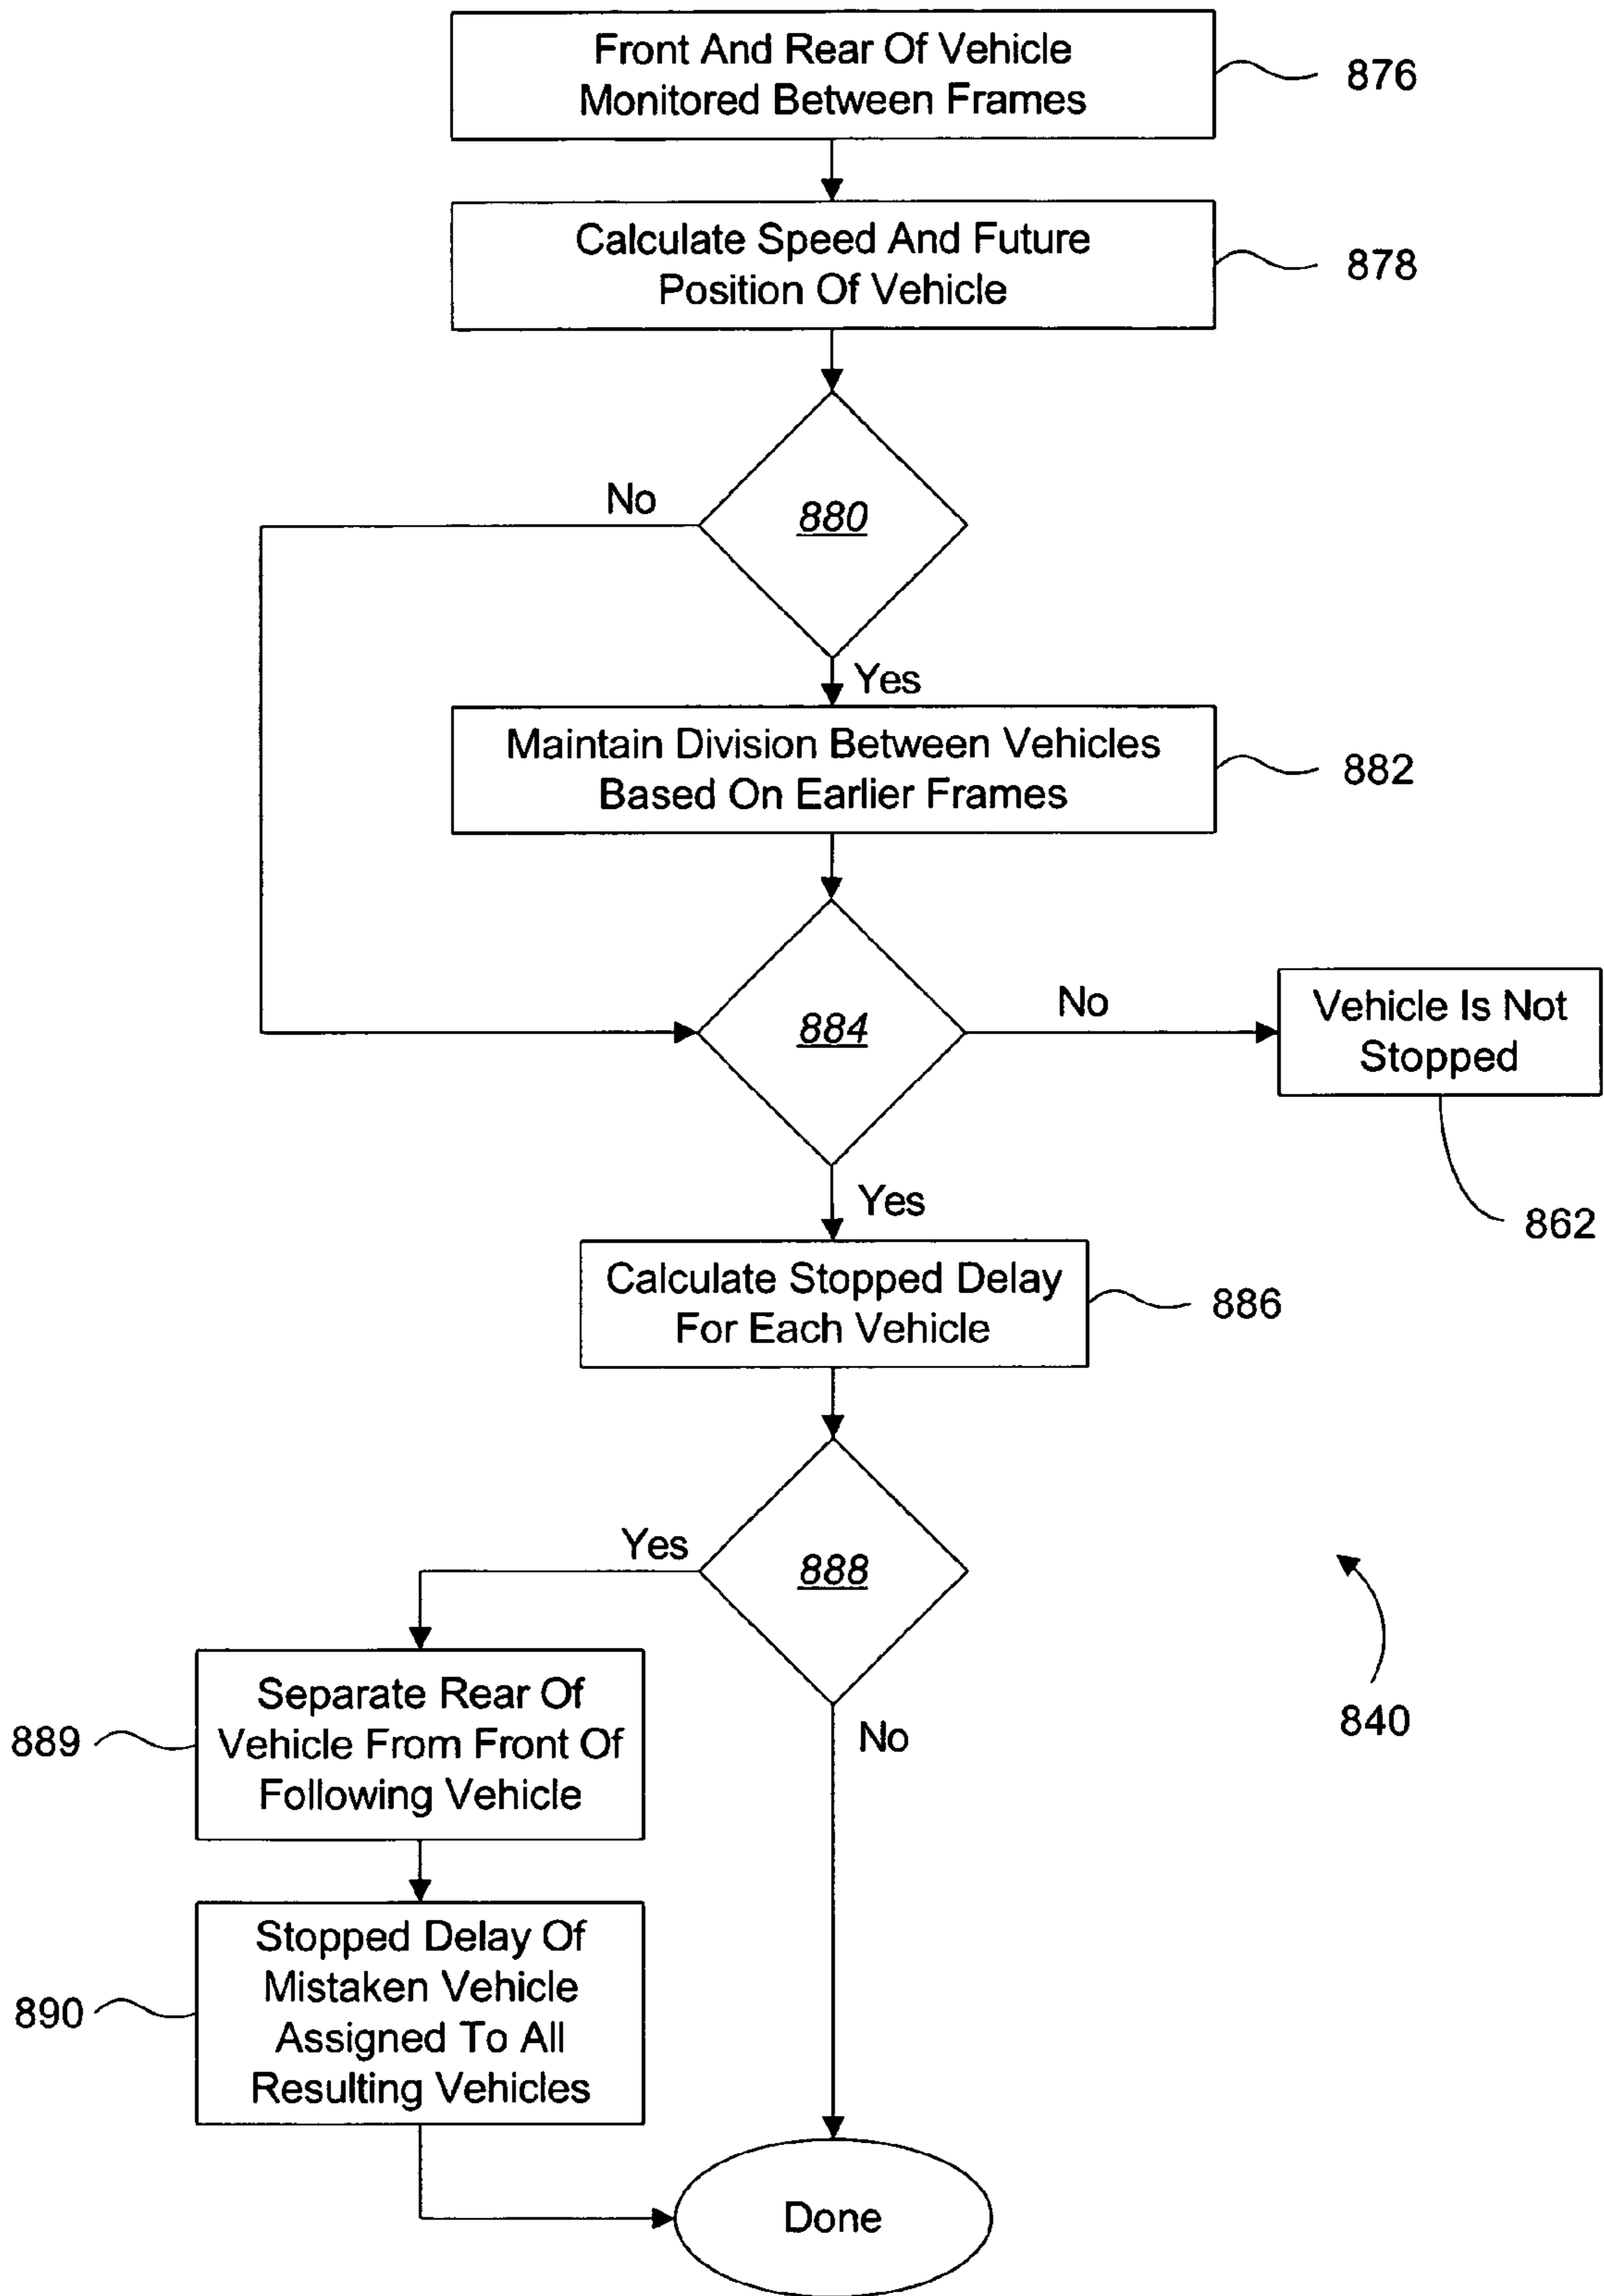 Front And Rear Of Vehicle
Monitored Between Frames
876
Calculate Speed And Future
Position Of Vehicle
878
880
No
Yes
Maintain Division Between Vehicles
Based On Earlier Frames
882
884
No
Vehicle Is Not
Stopped
862
Yes
Calculate Stopped Delay
For Each Vehicle
886
888
Yes
No
Separate Rear Of
Vehicle From Front Of
Following Vehicle
889
840
Stopped Delay Of
Mistaken Vehicle
Assigned To All
Resulting Vehicles
890
Done